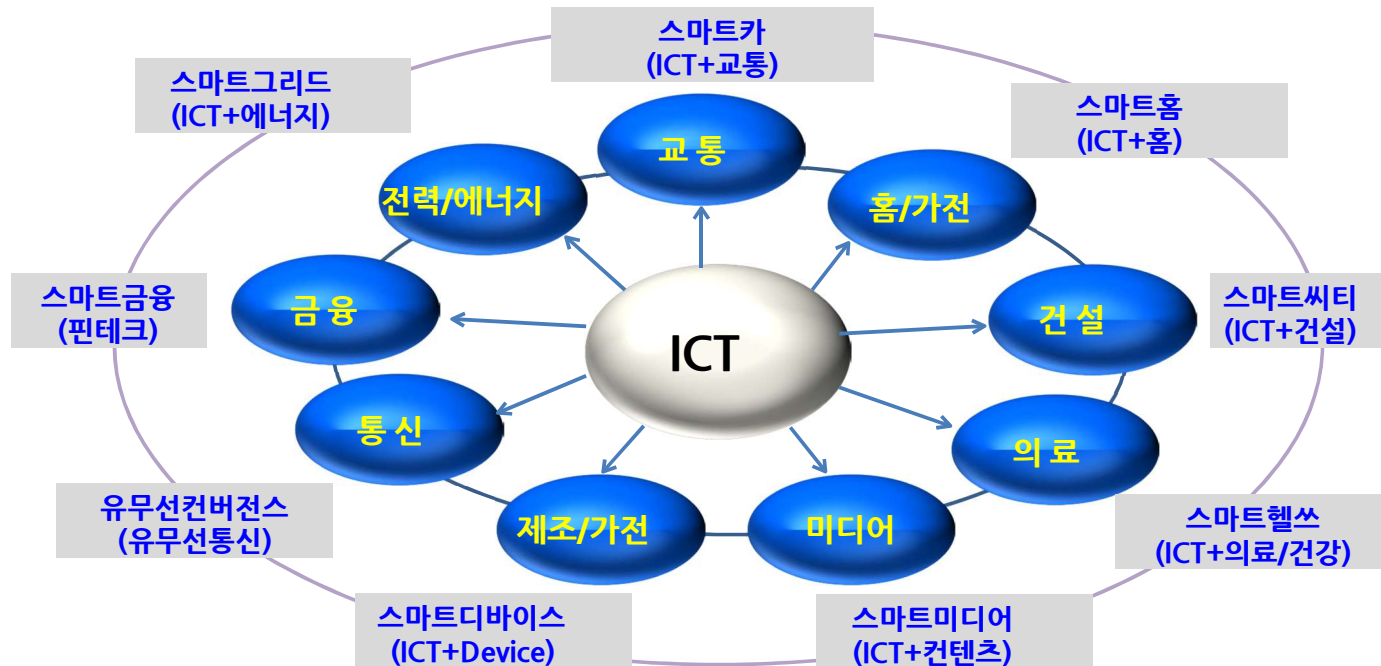 스마트카
(ICT+교통)
스마트그리드
(ICT+에너지)
스마트홈
(ICT+홈)
교 통
전력/에너지
홈/가전
스마트금융
(핀테크)
금 융
ICT
건 설
스마트씨티
(ICT+건설)
통 신
의 료
유무선컨버전스
(유무선통신)
제조/가전
미디어
스마트헬쓰
(ICT+의료/건강)
스마트디바이스
(ICT+Device)
스마트미디어
(ICT+컨텐츠)